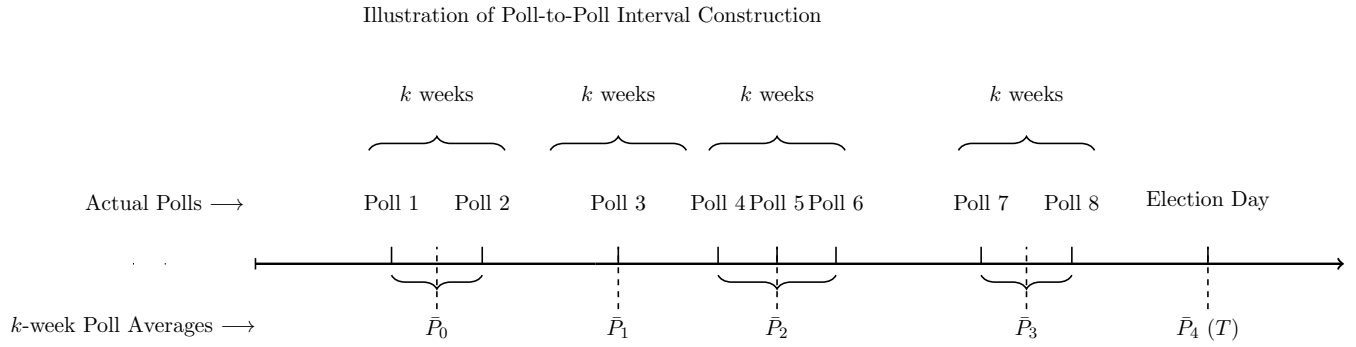 Illustration of Poll-to-Poll Interval Construction
k weeks k weeks k weeks k weeks
Actual Polls ⟶ Poll 1 Poll 2 Poll 3 Poll 4 Poll 5 Poll 6 Poll 7 Poll 8 Election Day
k-week Poll Averages ⟶ P̄₀ P̄₁ P̄₂ P̄₃ P̄₄ (T)